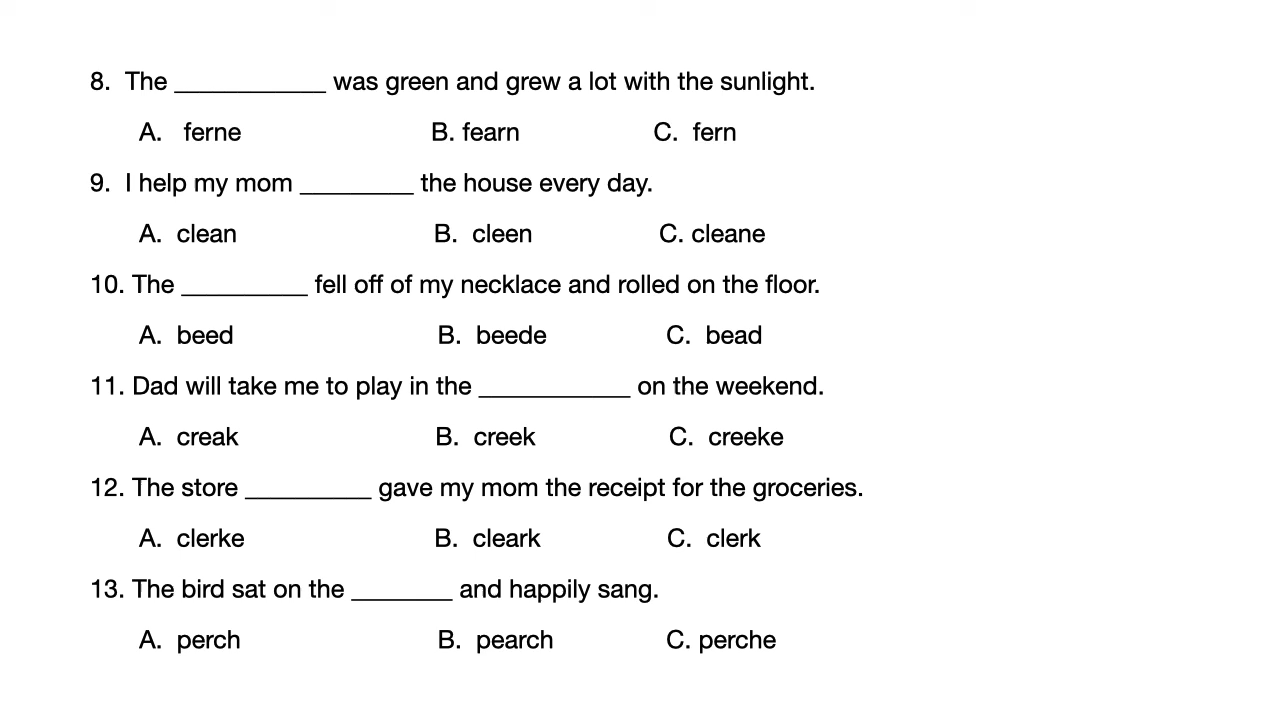 8. The ___________ was green and grew a lot with the sunlight.
A. ferne B. fearn C. fern
9. I help my mom ________ the house every day.
A. clean B. cleen C. cleane
10. The _________ fell off of my necklace and rolled on the floor.
A. beed B. beede C. bead
11. Dad will take me to play in the ___________ on the weekend.
A. creak B. creek C. creeke
12. The store _________ gave my mom the receipt for the groceries.
A. clerke B. cleark C. clerk
13. The bird sat on the _______ and happily sang.
A. perch B. pearch C. perche